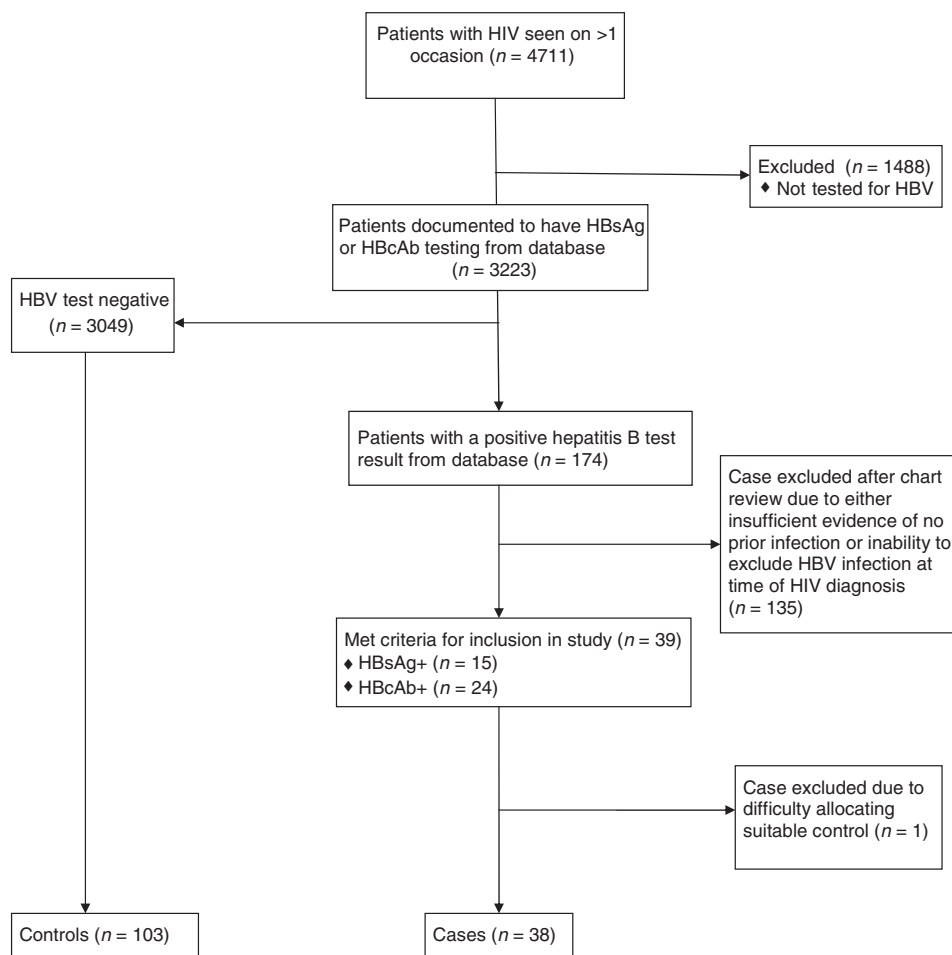 Patients with HIV seen on >1
occasion (n = 4711)
Excluded (n = 1488)
♦ Not tested for HBV
Patients documented to have HBsAg
or HBcAb testing from database
(n = 3223)
HBV test negative
(n = 3049)
Patients with a positive hepatitis B test
result from database (n = 174)
Case excluded after chart
review due to either
insufficient evidence of no
prior infection or inability to
exclude HBV infection at
time of HIV diagnosis
(n = 135)
Met criteria for inclusion in study (n = 39)
♦ HBsAg+ (n = 15)
♦ HBcAb+ (n = 24)
Case excluded due to
difficulty allocating
suitable control (n = 1)
Controls (n = 103)
Cases (n = 38)